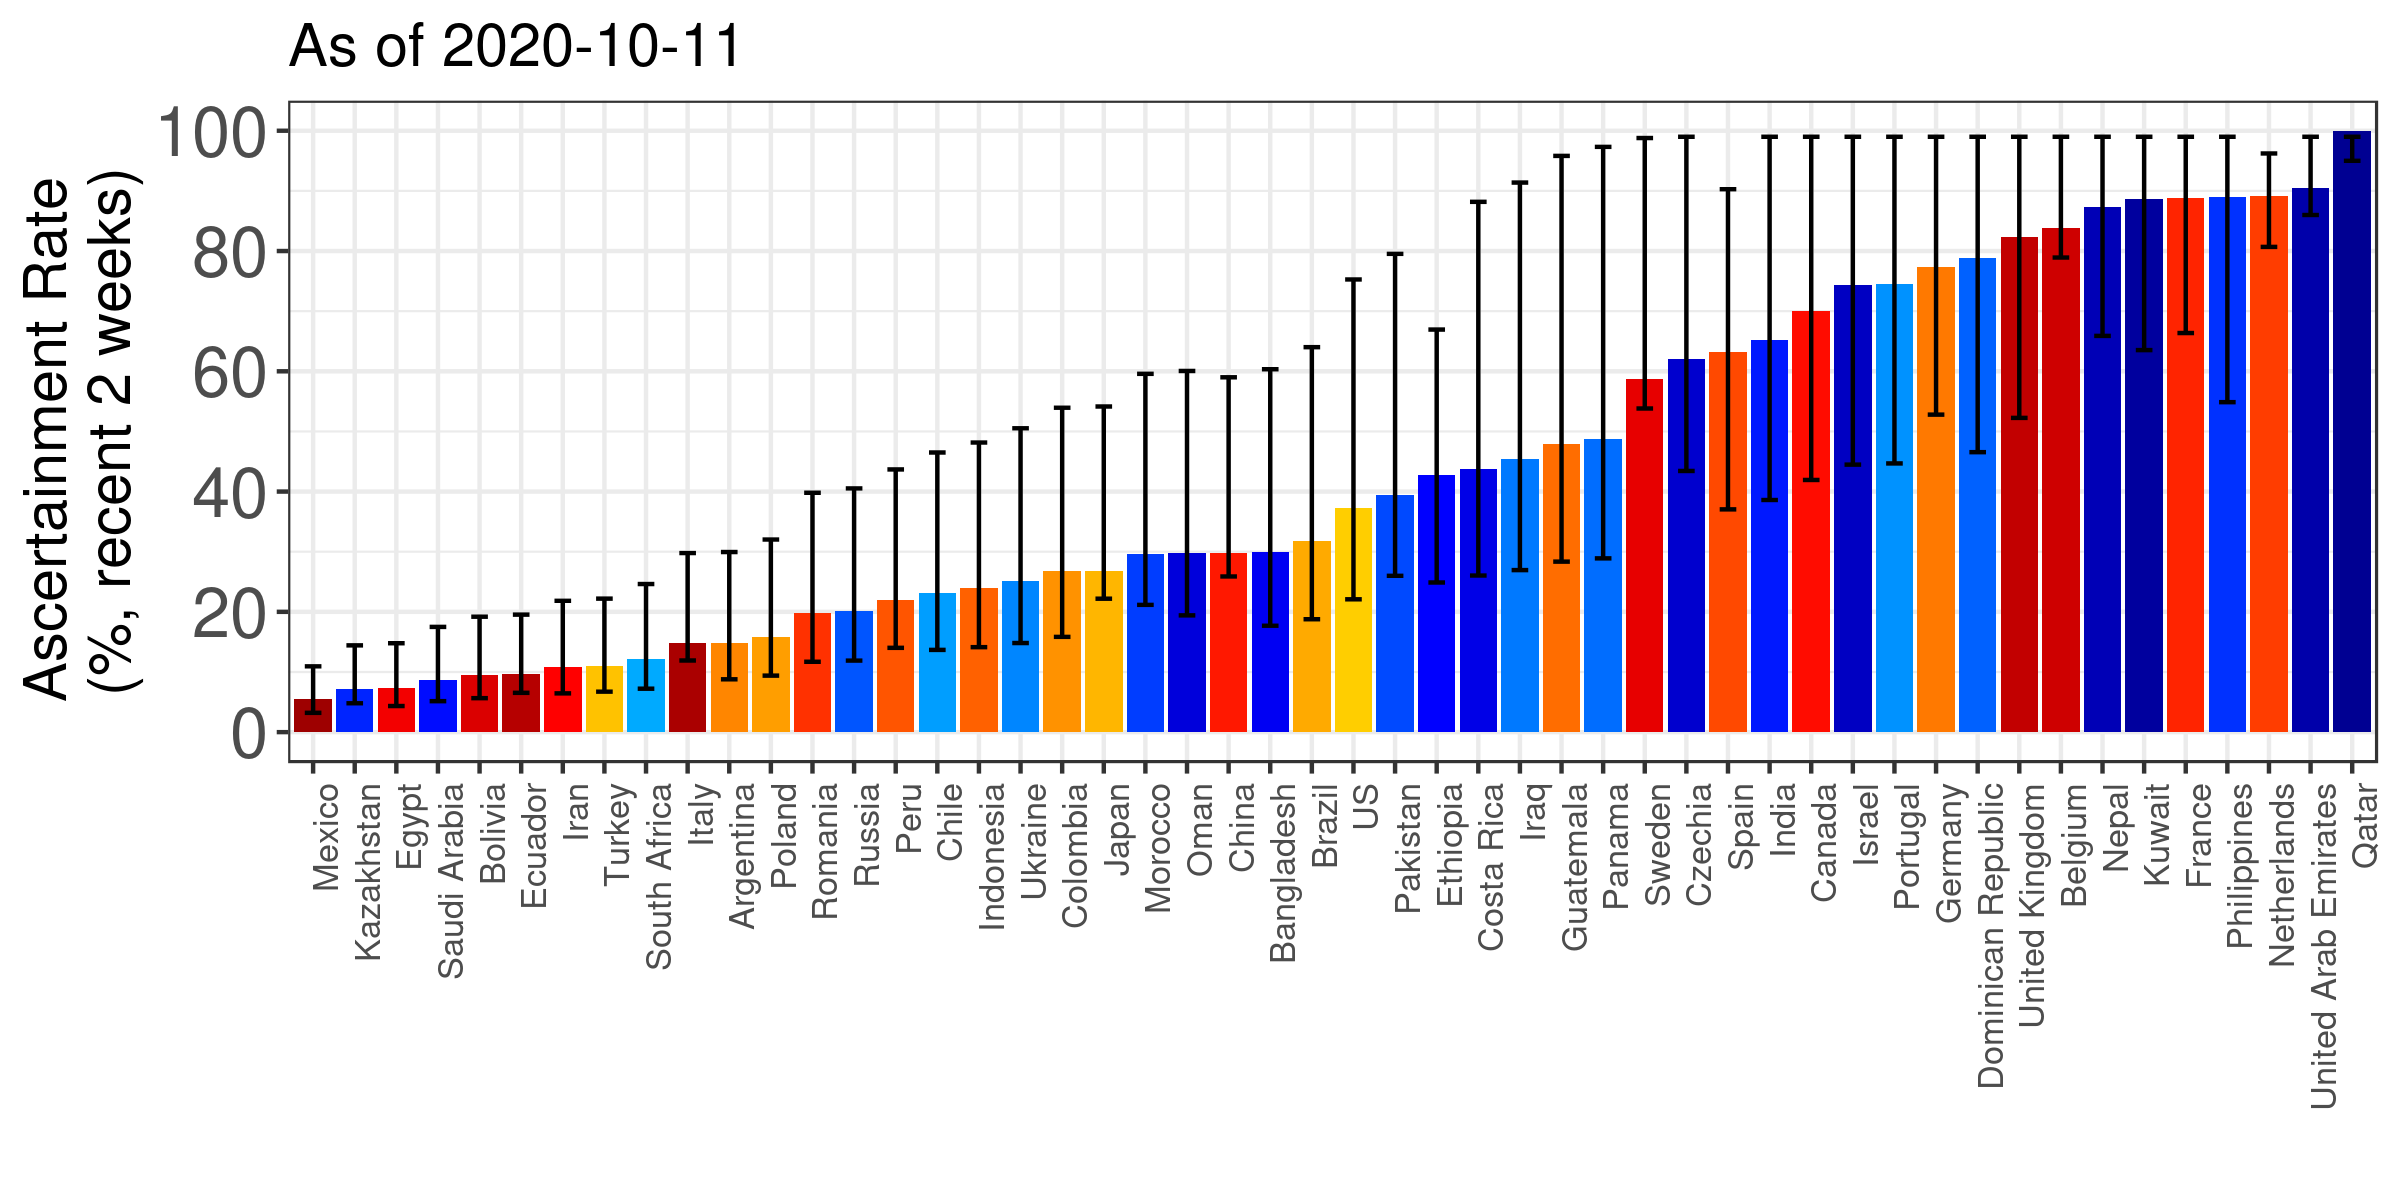 As of 2020-10-11
Ascertainment Rate
(%, recent 2 weeks)
100
80
60
40
20
0
Mexico
Kazakhstan
Egypt
Saudi Arabia
Bolivia
Ecuador
Iran
Turkey
South Africa
Italy
Argentina
Poland
Romania
Russia
Peru
Chile
Indonesia
Ukraine
Colombia
Japan
Morocco
Oman
China
Bangladesh
Brazil
US
Pakistan
Ethiopia
Costa Rica
Iraq
Guatemala
Panama
Sweden
Czechia
Spain
India
Canada
Israel
Portugal
Germany
Dominican Republic
United Kingdom
Belgium
Nepal
Kuwait
France
Philippines
Netherlands
United Arab Emirates
Qatar